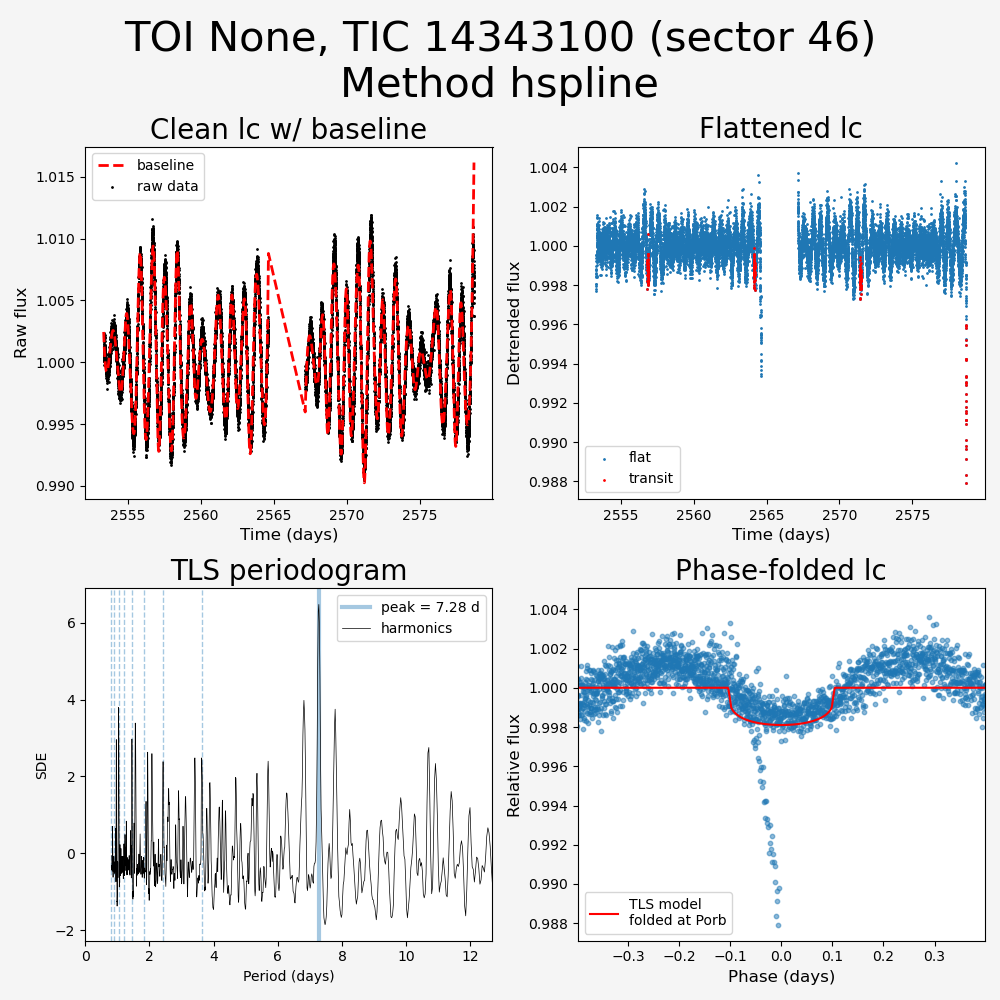 TOI None, TIC 14343100 (sector 46)
Method hspline
Clean lc w/ baseline
baseline
raw data
1.015
1.010
1.005
1.000
0.995
0.990
Raw flux
2555
2560
2565
2570
2575
Time (days)
Flattened lc
1.004
1.002
1.000
0.998
0.996
0.994
0.992
0.990
0.988
Detrended flux
flat
transit
2555
2560
2565
2570
2575
Time (days)
TLS periodogram
peak = 7.28 d
harmonics
6
4
2
0
−2
SDE
0
2
4
6
8
10
12
Period (days)
Phase-folded lc
1.004
1.002
1.000
0.998
0.996
0.994
0.992
0.990
0.988
Relative flux
TLS model
folded at Porb
−0.3
−0.2
−0.1
0.0
0.1
0.2
0.3
Phase (days)